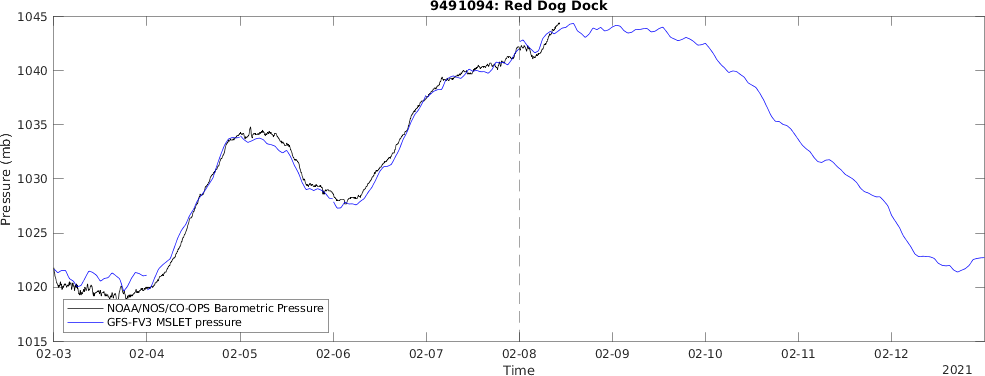 9491094: Red Dog Dock
1045
1040
1035
1030
1025
1020
1015
Pressure (mb)
NOAA/NOS/CO-OPS Barometric Pressure
GFS-FV3 MSLET pressure
02-03 02-04 02-05 02-06 02-07 02-08 02-09 02-10 02-11 02-12
Time
2021